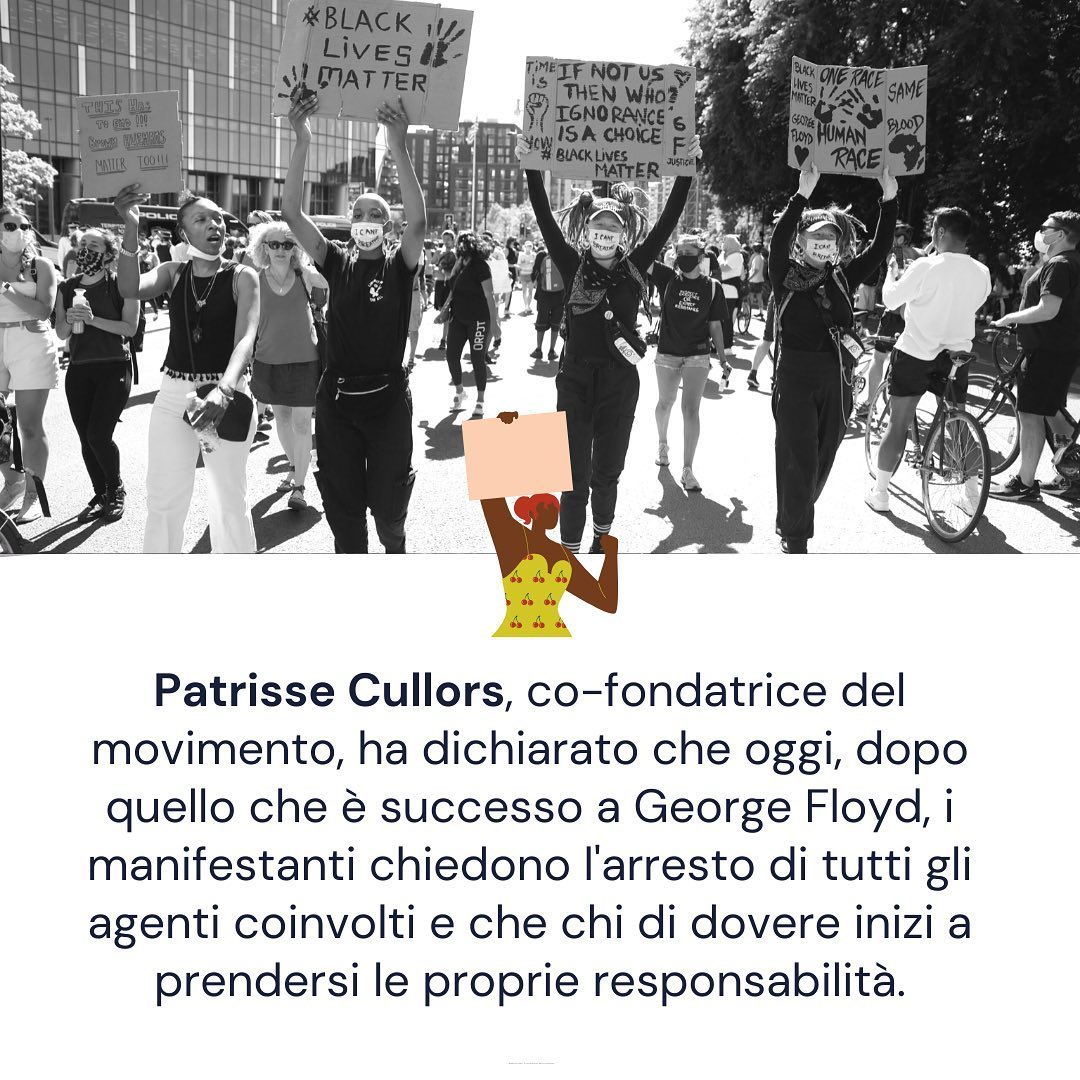 #BLACK
LIVES
MATTER
THIS HAS
TO END !!!
BROWN HUMANS
MATTER TOO!!!
TIME
IS
NOW
IF NOT US
THEN WHO?
IGNORANCE
IS A CHOICE
#BLACK LIVES
MATTER
6
F
JUSTICE
BLACK
LIVES
MATTER
GEORGE
FLOYD
ONE RACE
HUMAN
RACE
SAME
BLOOD
POLICE
I CAN'T
BREATHE
I CAN'T
BREATHE
I CAN'T
ORPJT
Patrisse Cullors, co-fondatrice del
movimento, ha dichiarato che oggi, dopo
quello che è successo a George Floyd, i
manifestanti chiedono l'arresto di tutti gli
agenti coinvolti e che chi di dovere inizi a
prendersi le proprie responsabilità.